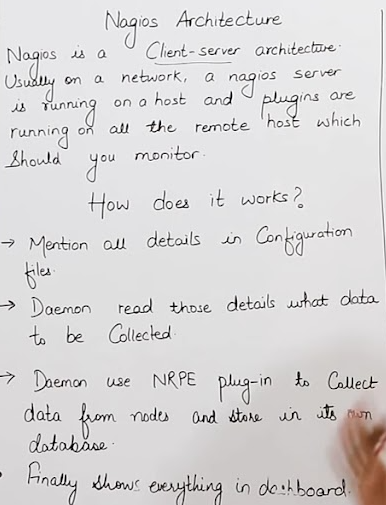 Nagios Architecture
Nagios is a Client-server architecture.
Usually on a network, a nagios server
is running on a host and plugins are
running on all the remote host which
should you monitor.
How does it works?
→ Mention all details in Configuration
files.
→ Daemon read those details what data
to be Collected.
→ Daemon use NRPE plug-in to Collect
data from nodes and store in its own
database.
Finally shows everything in dashboard.